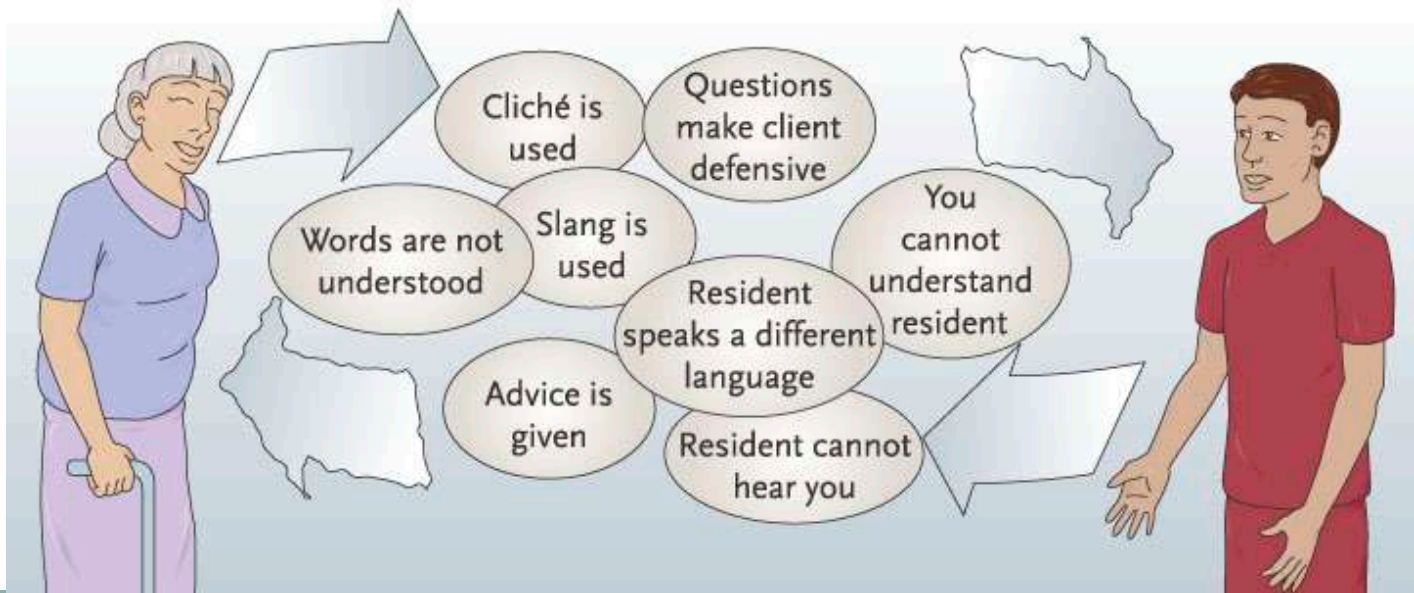 Cliché is
used
Questions
make client
defensive
Words are not
understood
Slang is
used
You
cannot
understand
resident
Resident
speaks a different
language
Advice is
given
Resident cannot
hear you